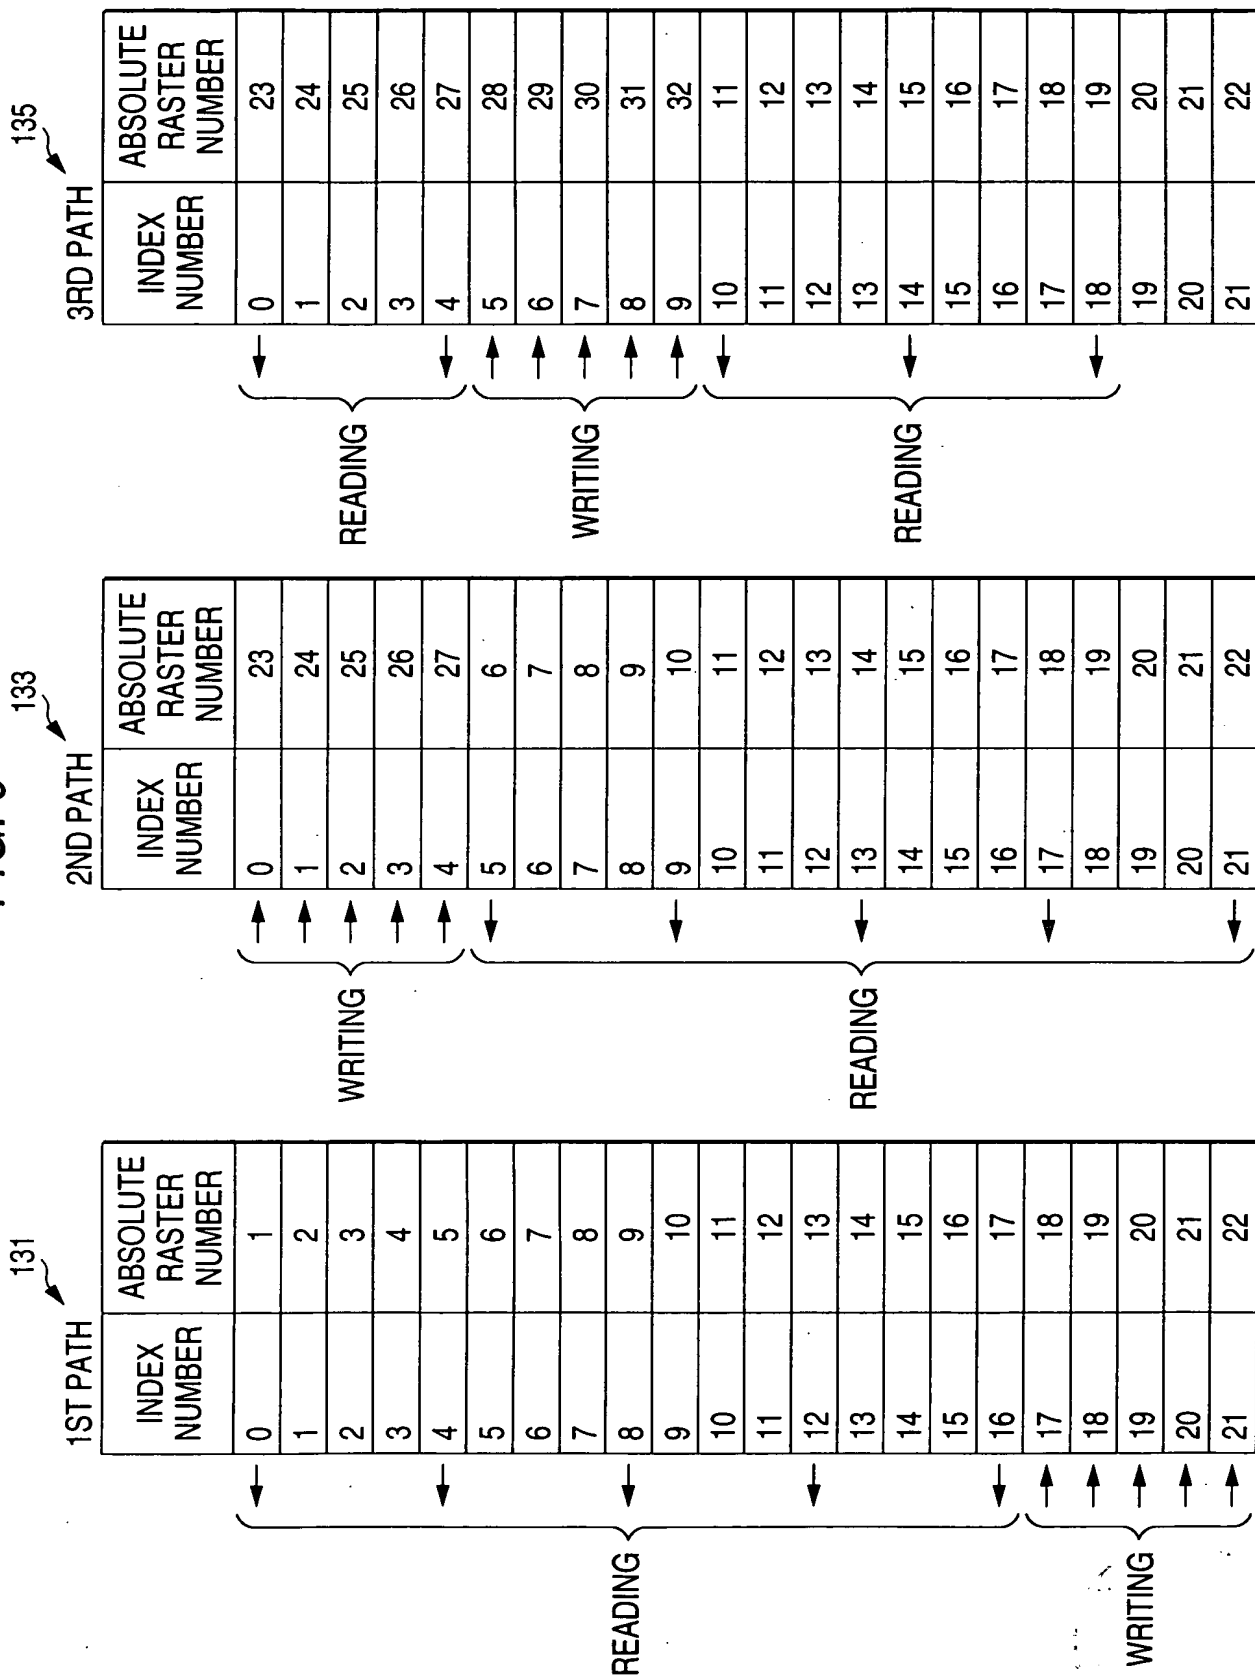 1ST PATH
131
INDEX
NUMBER
ABSOLUTE
RASTER
NUMBER
0 1
1 2
2 3
3 4
4 5
5 6
6 7
7 8
8 9
9 10
10 11
11 12
12 13
13 14
14 15
15 16
16 17
17 18
18 19
19 20
20 21
21 22
READING
WRITING
2ND PATH
133
INDEX
NUMBER
ABSOLUTE
RASTER
NUMBER
0 23
1 24
2 25
3 26
4 27
5 6
6 7
7 8
8 9
9 10
10 11
11 12
12 13
13 14
14 15
15 16
16 17
17 18
18 19
19 20
20 21
21 22
WRITING
READING
3RD PATH
135
INDEX
NUMBER
ABSOLUTE
RASTER
NUMBER
0 23
1 24
2 25
3 26
4 27
5 28
6 29
7 30
8 31
9 32
10 11
11 12
12 13
13 14
14 15
15 16
16 17
17 18
18 19
19 20
20 21
21 22
READING
WRITING
READING